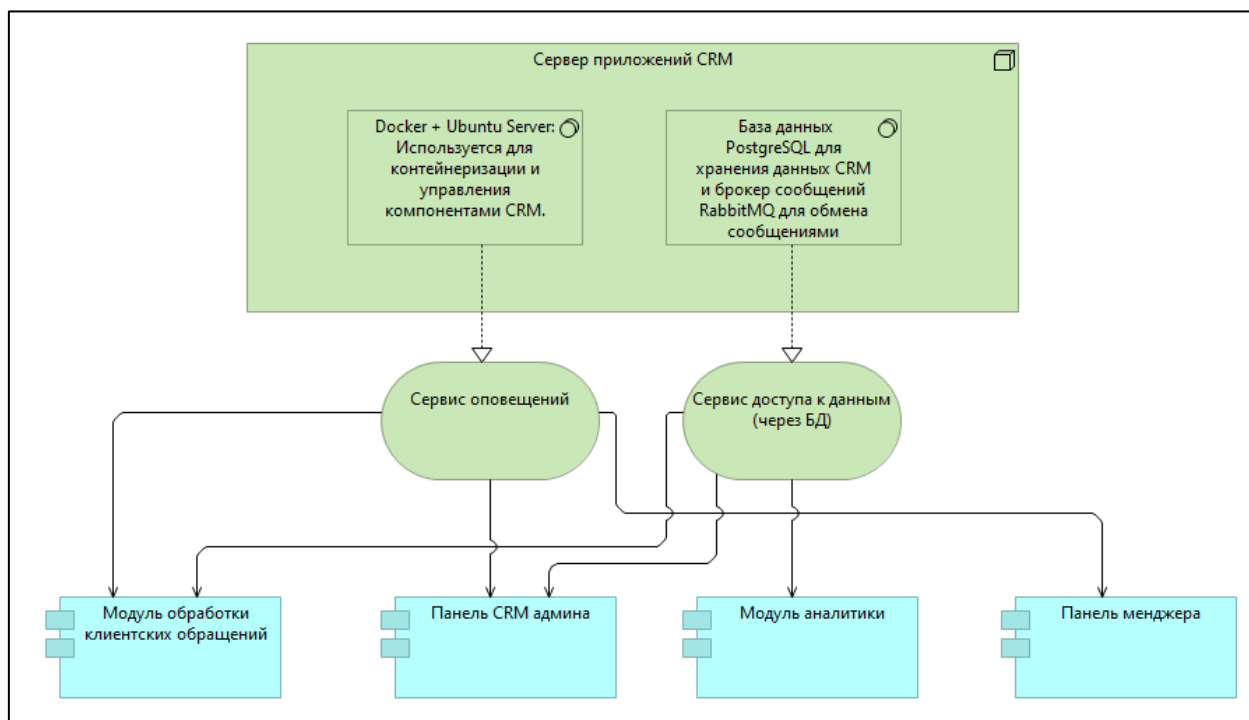 Сервер приложений CRM
Docker + Ubuntu Server:
Используется для
контейнеризации и
управления
компонентами CRM.
База данных
PostgreSQL для
хранения данных CRM
и брокер сообщений
RabbitMQ для обмена
сообщениями
Сервис оповещений
Сервис доступа к данным
(через БД)
Модуль обработки
клиентских обращений
Панель CRM админа
Модуль аналитики
Панель менджера